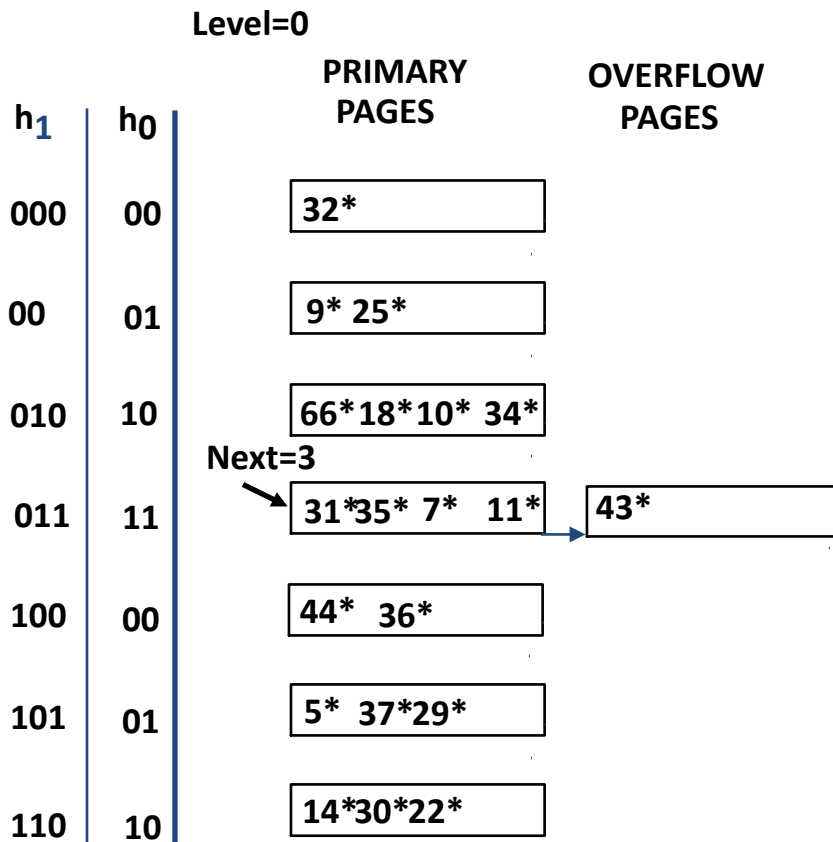 Level=0
PRIMARY PAGES
OVERFLOW PAGES
h1 h0
000 00 32*
00 01 9* 25*
010 10 66* 18* 10* 34*
Next=3
011 11 31* 35* 7* 11* 43*
100 00 44* 36*
101 01 5* 37* 29*
110 10 14* 30* 22*